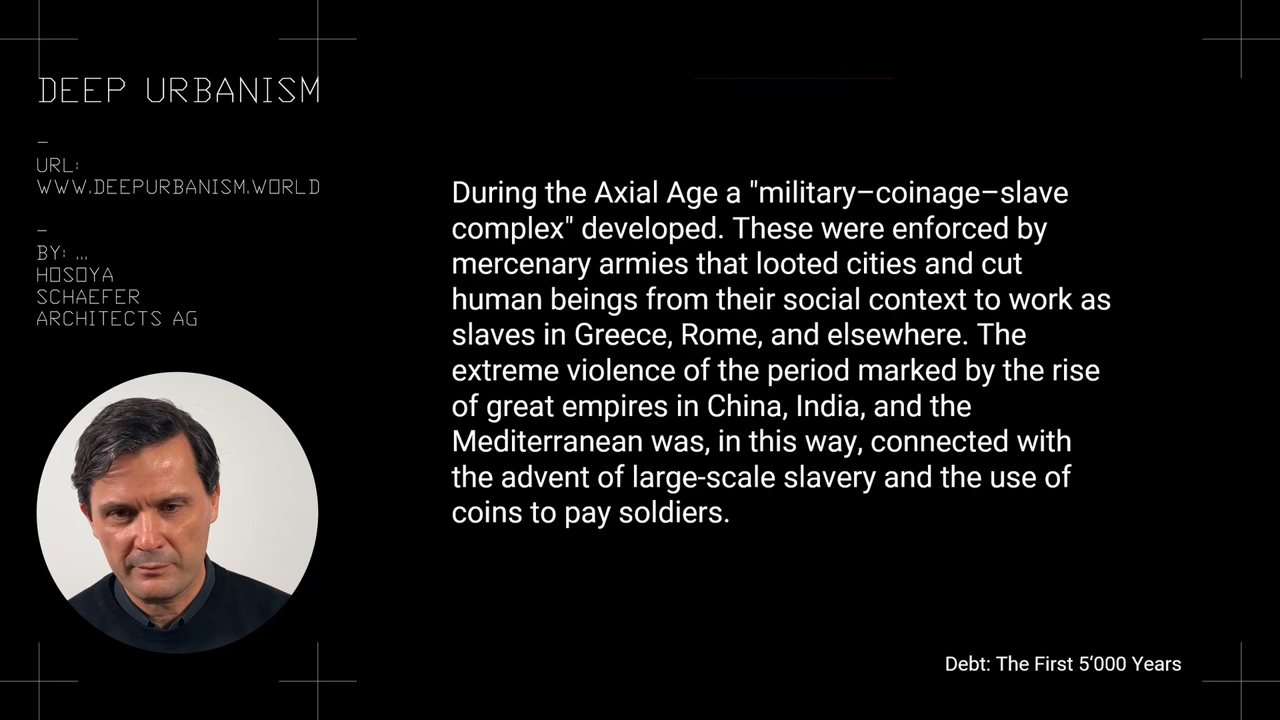 DEEP URBANISM
–
URL:
WWW.DEEPURBANISM.WORLD
–
BY: ...
HOSOYA
SCHAEFER
ARCHITECTS AG
During the Axial Age a "military–coinage–slave
complex" developed. These were enforced by
mercenary armies that looted cities and cut
human beings from their social context to work as
slaves in Greece, Rome, and elsewhere. The
extreme violence of the period marked by the rise
of great empires in China, India, and the
Mediterranean was, in this way, connected with
the advent of large-scale slavery and the use of
coins to pay soldiers.
Debt: The First 5’000 Years